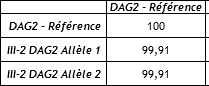 DAG2 - Référence
DAG2 - Référence 100
III-2 DAG2 Allèle 1 99,91
III-2 DAG2 Allèle 2 99,91